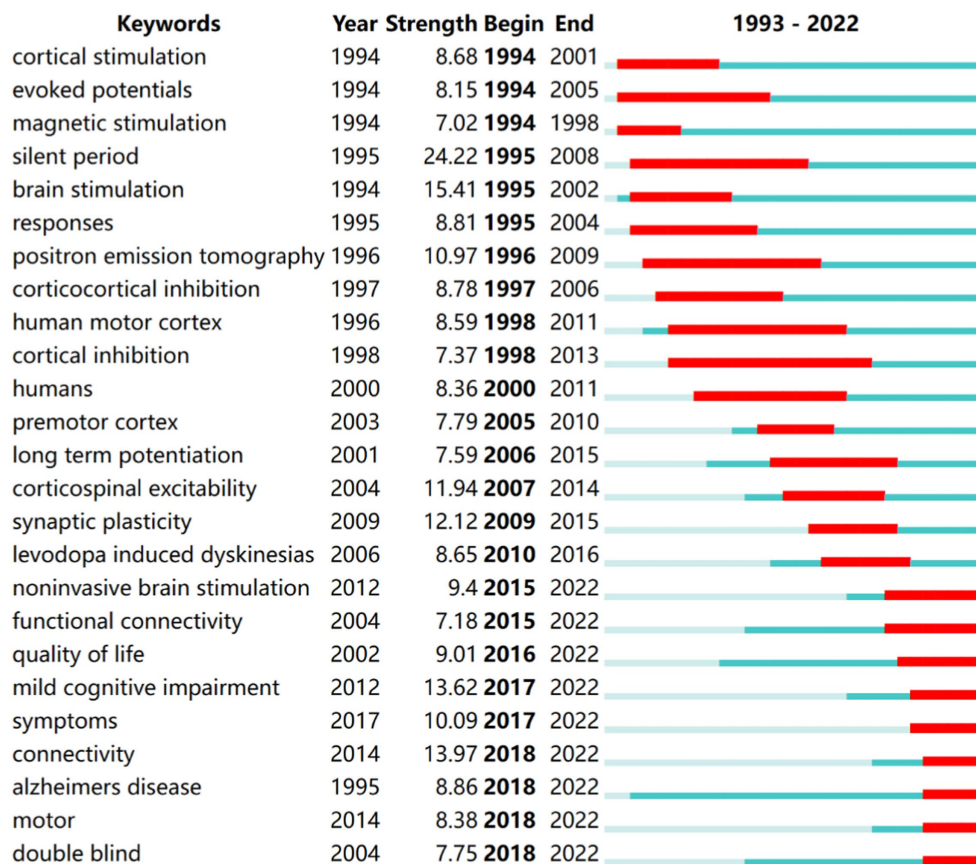 Keywords Year Strength Begin End 1993 - 2022
cortical stimulation 1994 8.68 1994 2001
evoked potentials 1994 8.15 1994 2005
magnetic stimulation 1994 7.02 1994 1998
silent period 1995 24.22 1995 2008
brain stimulation 1994 15.41 1995 2002
responses 1995 8.81 1995 2004
positron emission tomography 1996 10.97 1996 2009
corticocortical inhibition 1997 8.78 1997 2006
human motor cortex 1996 8.59 1998 2011
cortical inhibition 1998 7.37 1998 2013
humans 2000 8.36 2000 2011
premotor cortex 2003 7.79 2005 2010
long term potentiation 2001 7.59 2006 2015
corticospinal excitability 2004 11.94 2007 2014
synaptic plasticity 2009 12.12 2009 2015
levodopa induced dyskinesias 2006 8.65 2010 2016
noninvasive brain stimulation 2012 9.4 2015 2022
functional connectivity 2004 7.18 2015 2022
quality of life 2002 9.01 2016 2022
mild cognitive impairment 2012 13.62 2017 2022
symptoms 2017 10.09 2017 2022
connectivity 2014 13.97 2018 2022
alzheimers disease 1995 8.86 2018 2022
motor 2014 8.38 2018 2022
double blind 2004 7.75 2018 2022